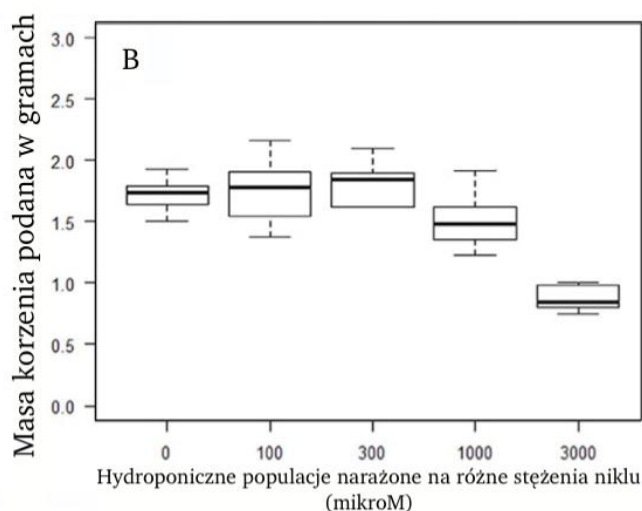 B
Masa korzenia podana w gramach
3.0
2.5
2.0
1.5
1.0
0.5
0.0
0 100 300 1000 3000
Hydroponiczne populacje narażone na różne stężenia niklu
(mikroM)